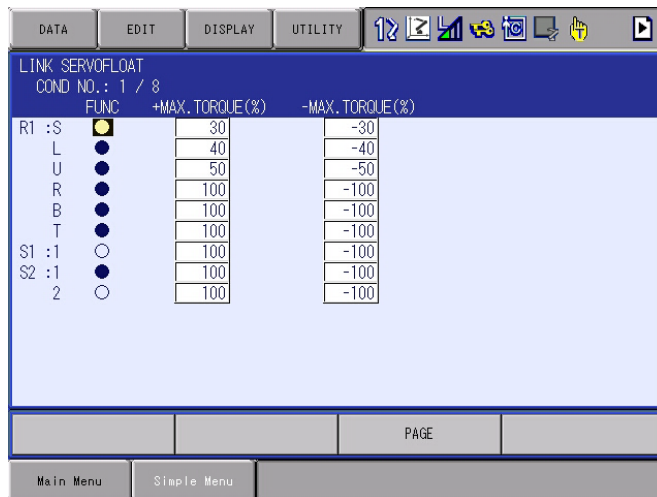 DATA EDIT DISPLAY UTILITY
LINK SERVOFLOAT
COND NO.: 1 / 8
FUNC +MAX.TORQUE(%) -MAX.TORQUE(%)
R1 :S 30 -30
L 40 -40
U 50 -50
R 100 -100
B 100 -100
T 100 -100
S1 :1 100 -100
S2 :1 100 -100
2 100 -100
PAGE
Main Menu Simple Menu